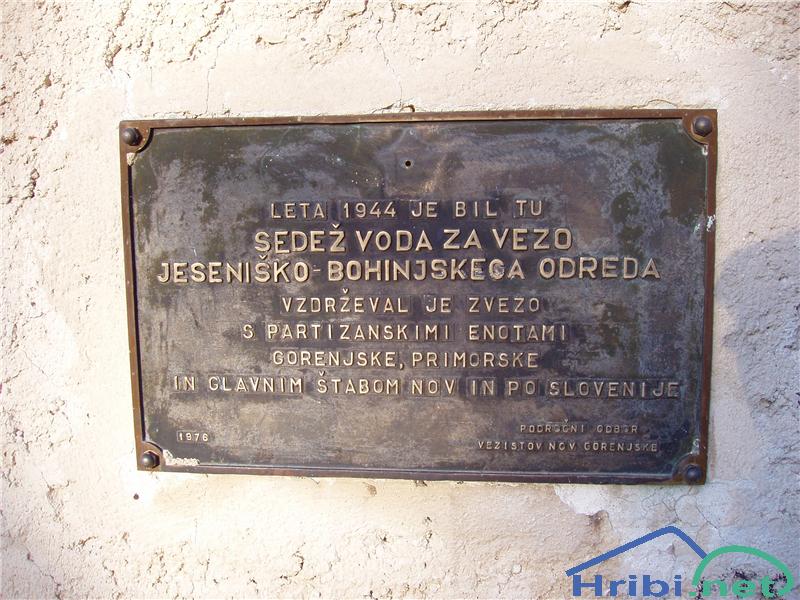 LETA 1944 JE BIL TU
SEDEŽ VODA ZA VEZO
JESENIŠKO-BOHINJSKEGA ODREDA
VZDRŽEVAL JE ZVEZO
S PARTIZANSKIMI ENOTAMI
GORENJSKE, PRIMORSKE
IN GLAVNIM ŠTABOM NOV IN PO SLOVENIJE
PODROČNI ODBOR
1976
VEZISTOV NOV GORENJSKE
Hribi.net